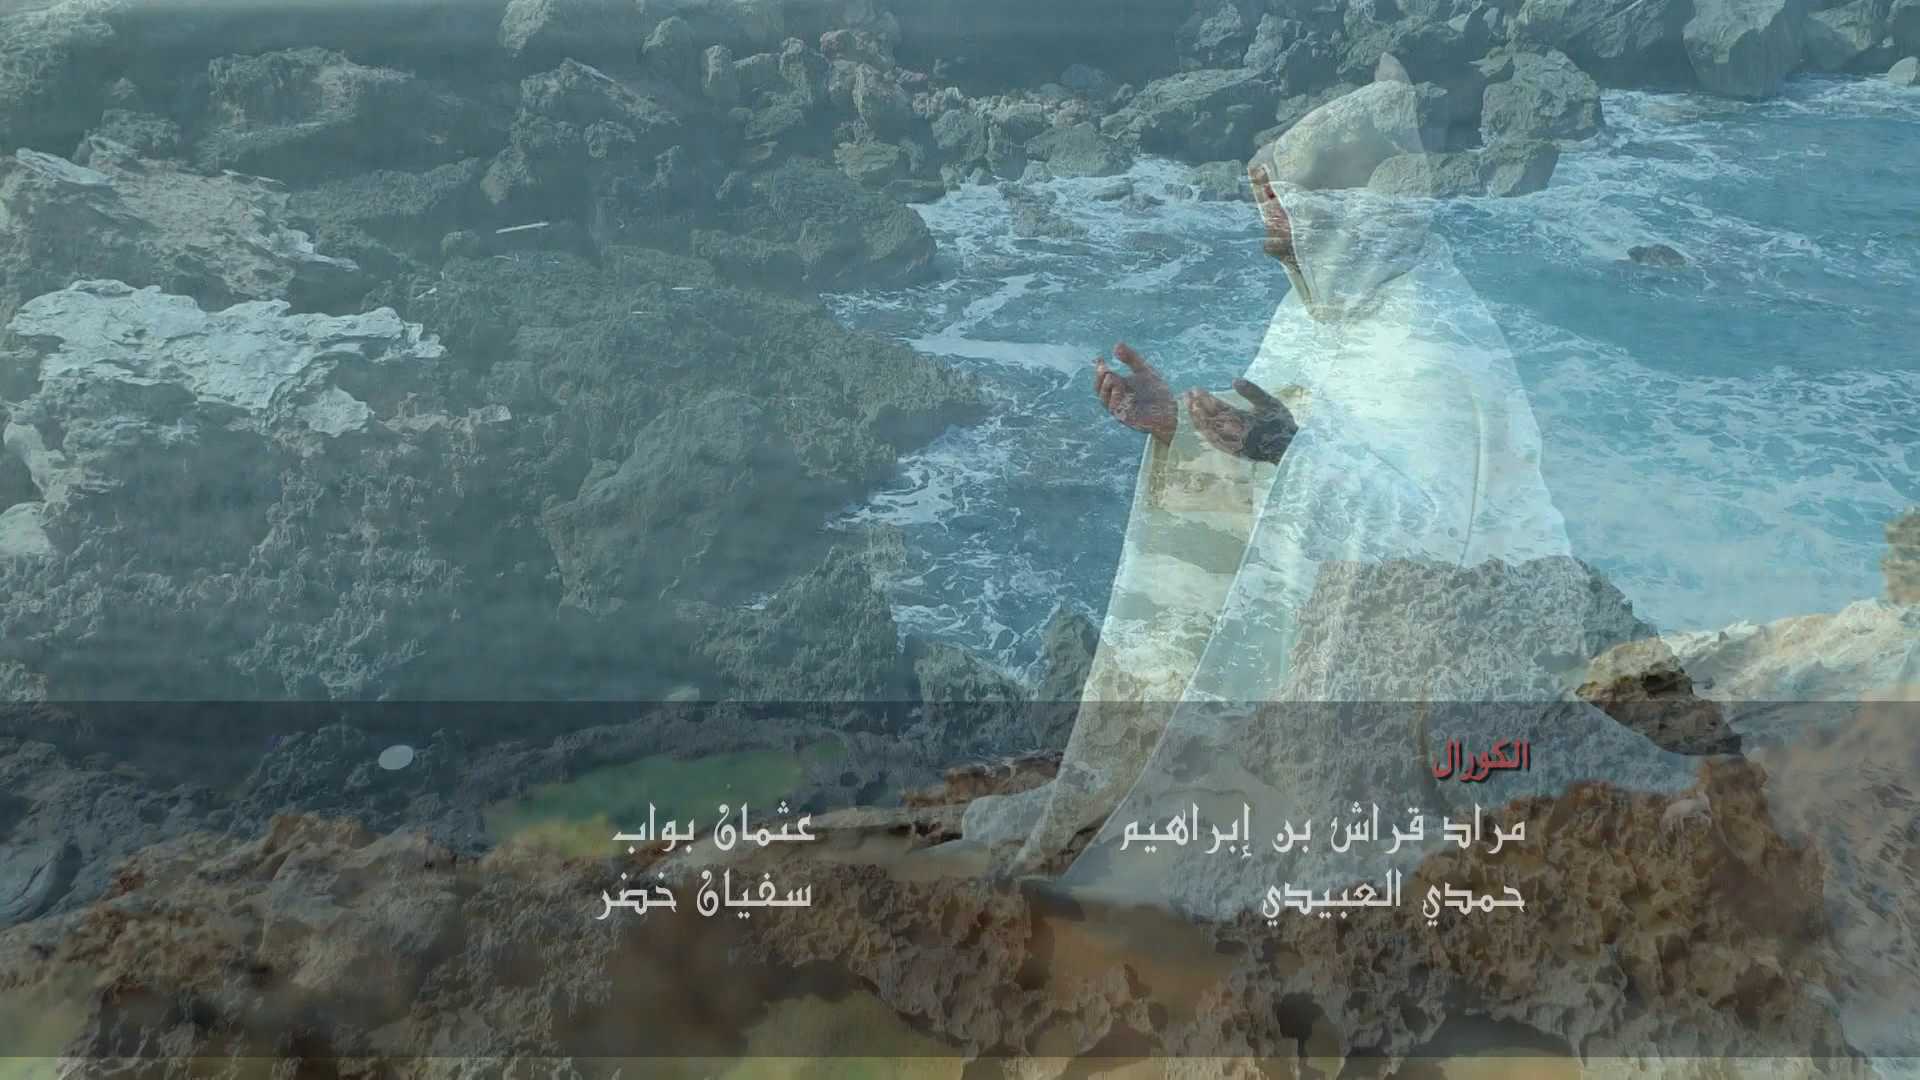 الكورال
مراد قراش بن إبراهيم
عثمان بواب
حمدي العبيدي
سفيان خضر